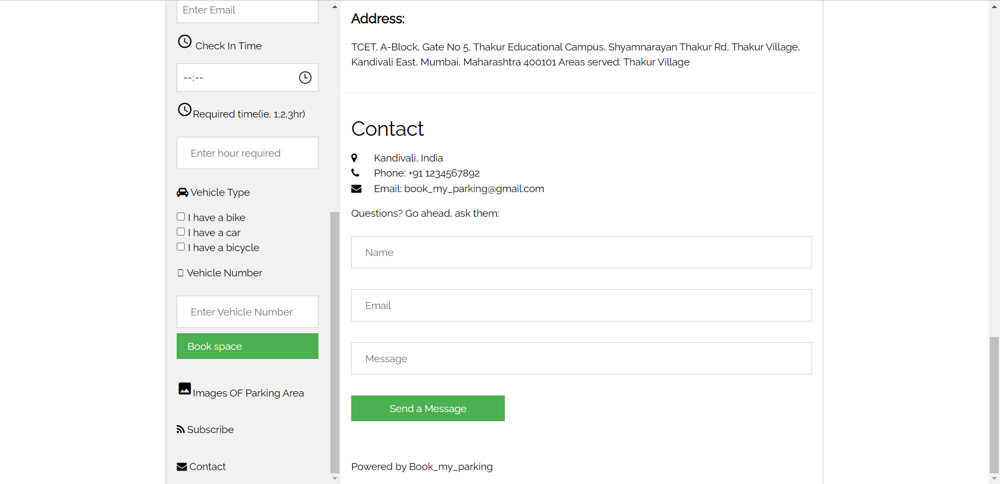 Enter Email
Check In Time
--:--
Required time(ie. 1,2,3hr)
Enter hour required
Vehicle Type
I have a bike
I have a car
I have a bicycle
Vehicle Number
Enter Vehicle Number
Book space
Images OF Parking Area
Subscribe
Contact
Address:
TCET, A-Block, Gate No 5, Thakur Educational Campus, Shyamnarayan Thakur Rd, Thakur Village,
Kandivali East, Mumbai, Maharashtra 400101 Areas served: Thakur Village
Contact
Kandivali, India
Phone: +91 1234567892
Email: book_my_parking@gmail.com
Questions? Go ahead, ask them:
Name
Email
Message
Send a Message
Powered by Book_my_parking